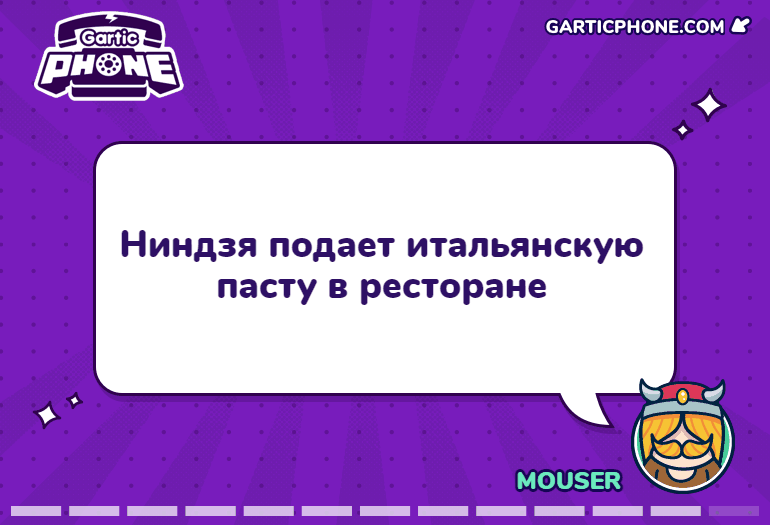 Gartic
PHONE
GARTICPHONE.COM
Ниндзя подает итальянскую
пасту в ресторане
MOUSER